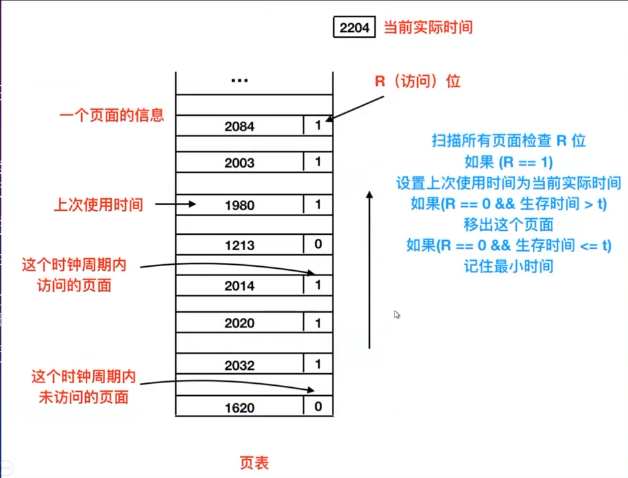 2204 当前实际时间
...
R（访问）位
一个页面的信息
2084 1
2003 1
上次使用时间
1980 1
1213 0
这个时钟周期内
访问的页面
2014 1
2020 1
2032 1
这个时钟周期内
未访问的页面
1620 0
扫描所有页面检查 R 位
如果 (R == 1)
设置上次使用时间为当前实际时间
如果(R == 0 && 生存时间 > t)
移出这个页面
如果(R == 0 && 生存时间 <= t)
记住最小时间
页表